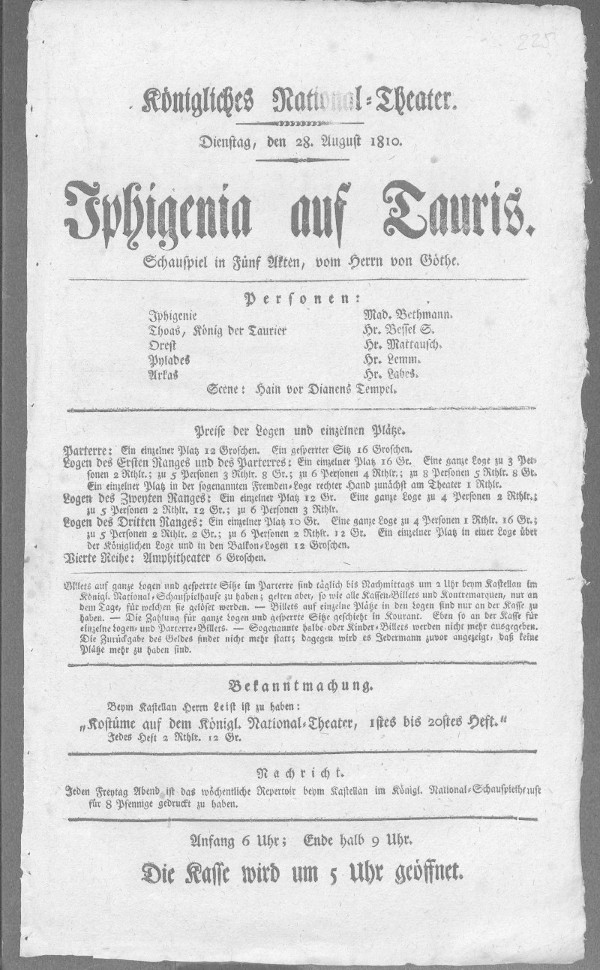 225
Königliches National-Theater.
Dienstag, den 28. August 1810.
Iphigenia auf Tauris.
Schauspiel in Fünf Akten, vom Herrn von Göthe.
Personen:
Iphigenie Mad. Bethmann.
Thoas, König der Taurier Hr. Bessel S.
Orest Hr. Mattausch.
Pylades Hr. Lemm.
Arkas Hr. Labes.
Scene: Hain vor Dianens Tempel.
Preise der Logen und einzelnen Plätze.
Parterre: Ein einzelner Platz 12 Groschen. Ein gesperrter Sitz 16 Groschen.
Logen des Ersten Ranges und des Parterres: Ein einzelner Platz 16 Gr. Eine ganze Loge zu 3 Per-
sonen 2 Rthlr.; zu 5 Personen 3 Rthlr. 8 Gr.; zu 6 Personen 4 Rthlr.; zu 8 Personen 5 Rthlr. 8 Gr.
Ein einzelner Platz in der sogenannten Fremden-Loge rechter Hand zunächst am Theater 1 Rthlr.
Logen des Zweyten Ranges: Ein einzelner Platz 12 Gr. Eine ganze Loge zu 4 Personen 2 Rthlr.;
zu 5 Personen 2 Rthlr. 12 Gr.; zu 6 Personen 3 Rthlr.
Logen des Dritten Ranges: Ein einzelner Platz 10 Gr. Eine ganze Loge zu 4 Personen 1 Rthlr. 16 Gr.;
zu 5 Personen 2 Rthlr. 2 Gr.; zu 6 Personen 2 Rthlr. 12 Gr. Ein einzelner Platz in einer Loge über
der Königlichen Loge und in den Balkon-Logen 12 Groschen.
Vierte Reihe: Amphitheater 6 Groschen.
Billets auf ganze Logen und gesperrte Sitze im Parterre sind täglich bis Nachmittags um 2 Uhr beym Kastellan im
Königl. National-Schauspielhause zu haben; gelten aber, so wie alle Kassen-Billets und Kontremarquen, nur an
dem Tage, für welchen sie gelöset werden. — Billets auf einzelne Plätze in den Logen sind nur an der Kasse zu
haben. — Die Zahlung für ganze Logen und gesperrte Sitze geschieht in Kourant. Eben so an der Kasse für
einzelne Logen- und Parterre-Billets. — Sogenannte halbe oder Kinder-Billets werden nicht mehr ausgegeben.
Die Zurückgabe des Geldes findet nicht mehr statt; dagegen wird es Jedermann zuvor angezeigt, daß keine
Plätze mehr zu haben sind.
Bekanntmachung.
Beym Kastellan Herrn Leist ist zu haben:
„Kostüme auf dem Königl. National-Theater, 1stes bis 20stes Heft.“
Jedes Heft 2 Rthlr. 12 Gr.
Nachricht.
Jeden Freytag Abend ist das wöchentliche Repertoir beym Kastellan im Königl. National-Schauspielhause
für 8 Pfennige gedruckt zu haben.
Anfang 6 Uhr; Ende halb 9 Uhr.
Die Kasse wird um 5 Uhr geöffnet.